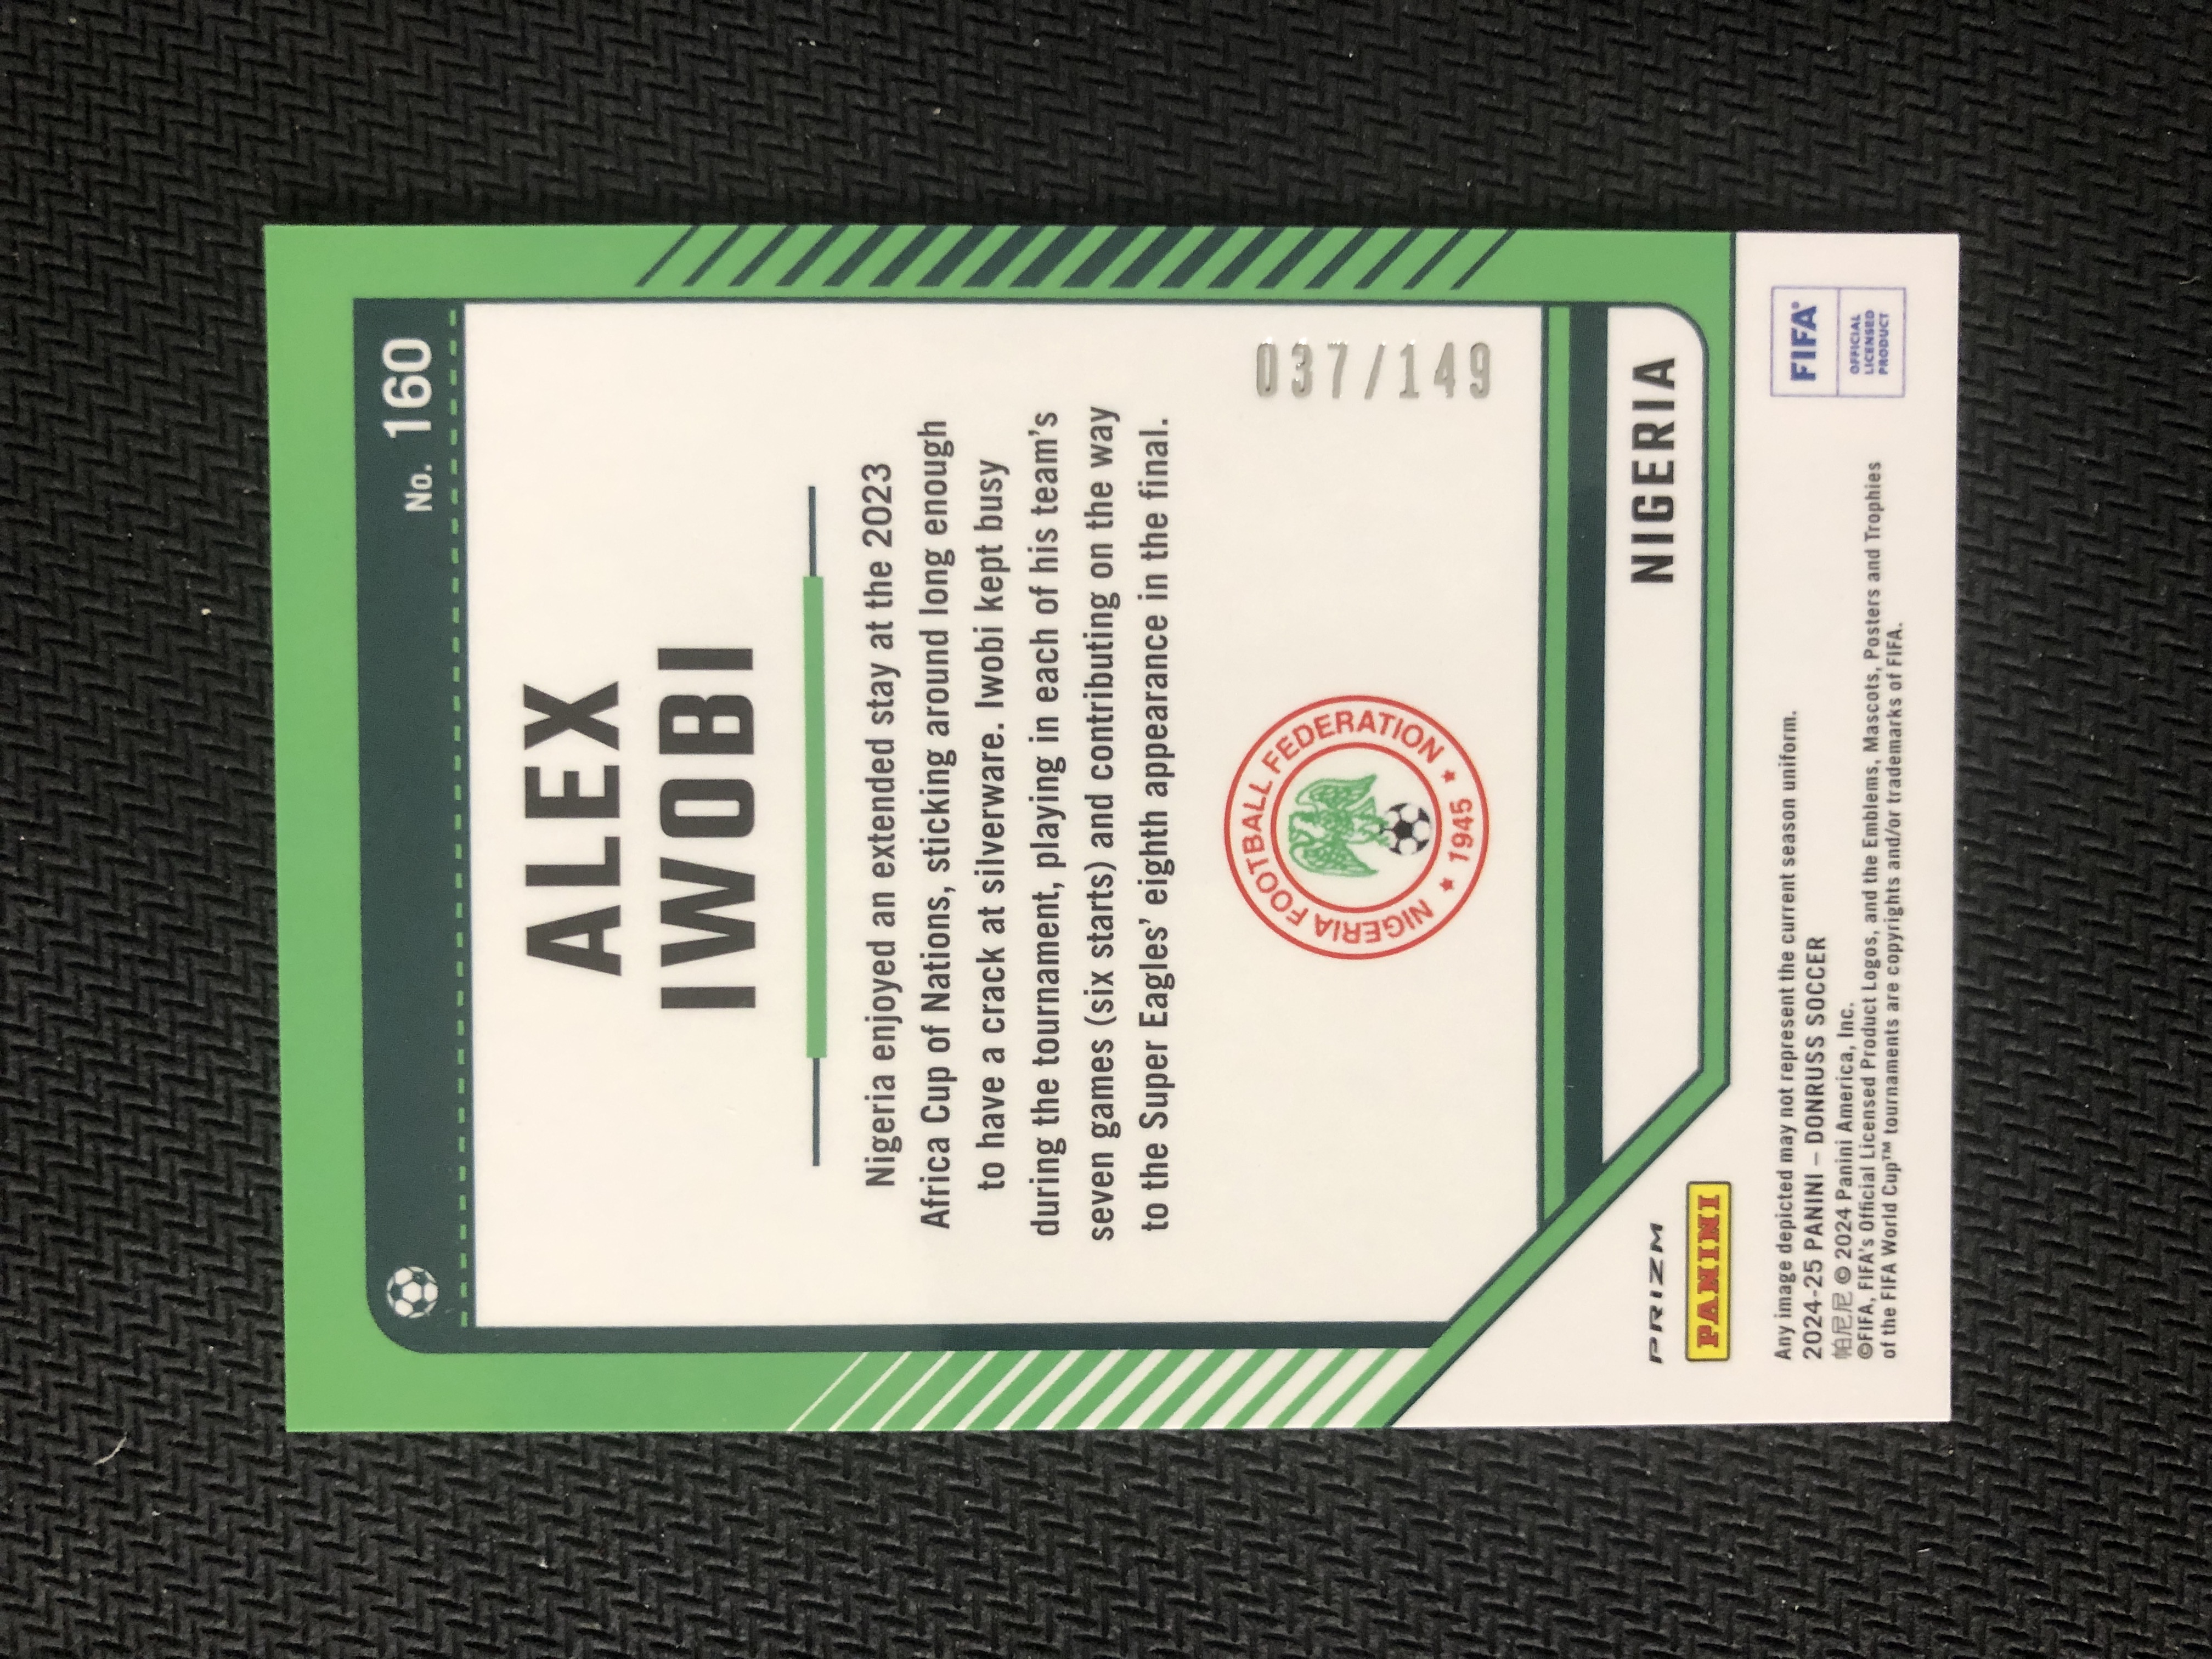 No. 160
ALEX
IWOBI
Nigeria enjoyed an extended stay at the 2023
Africa Cup of Nations, sticking around long enough
to have a crack at silverware. Iwobi kept busy
during the tournament, playing in each of his team's
seven games (six starts) and contributing on the way
to the Super Eagles' eighth appearance in the final.
NIGERIA FOOTBALL FEDERATION
★ 1945 ★
037/149
NIGERIA
PRIZM
PANINI
Any image depicted may not represent the current season uniform.
2024-25 PANINI – DONRUSS SOCCER
帕尼尼 © 2024 Panini America, Inc.
©FIFA, FIFA's Official Licensed Product Logos, and the Emblems, Mascots, Posters and Trophies
of the FIFA World Cup™ tournaments are copyrights and/or trademarks of FIFA.
FIFA®
OFFICIAL
LICENSED
PRODUCT